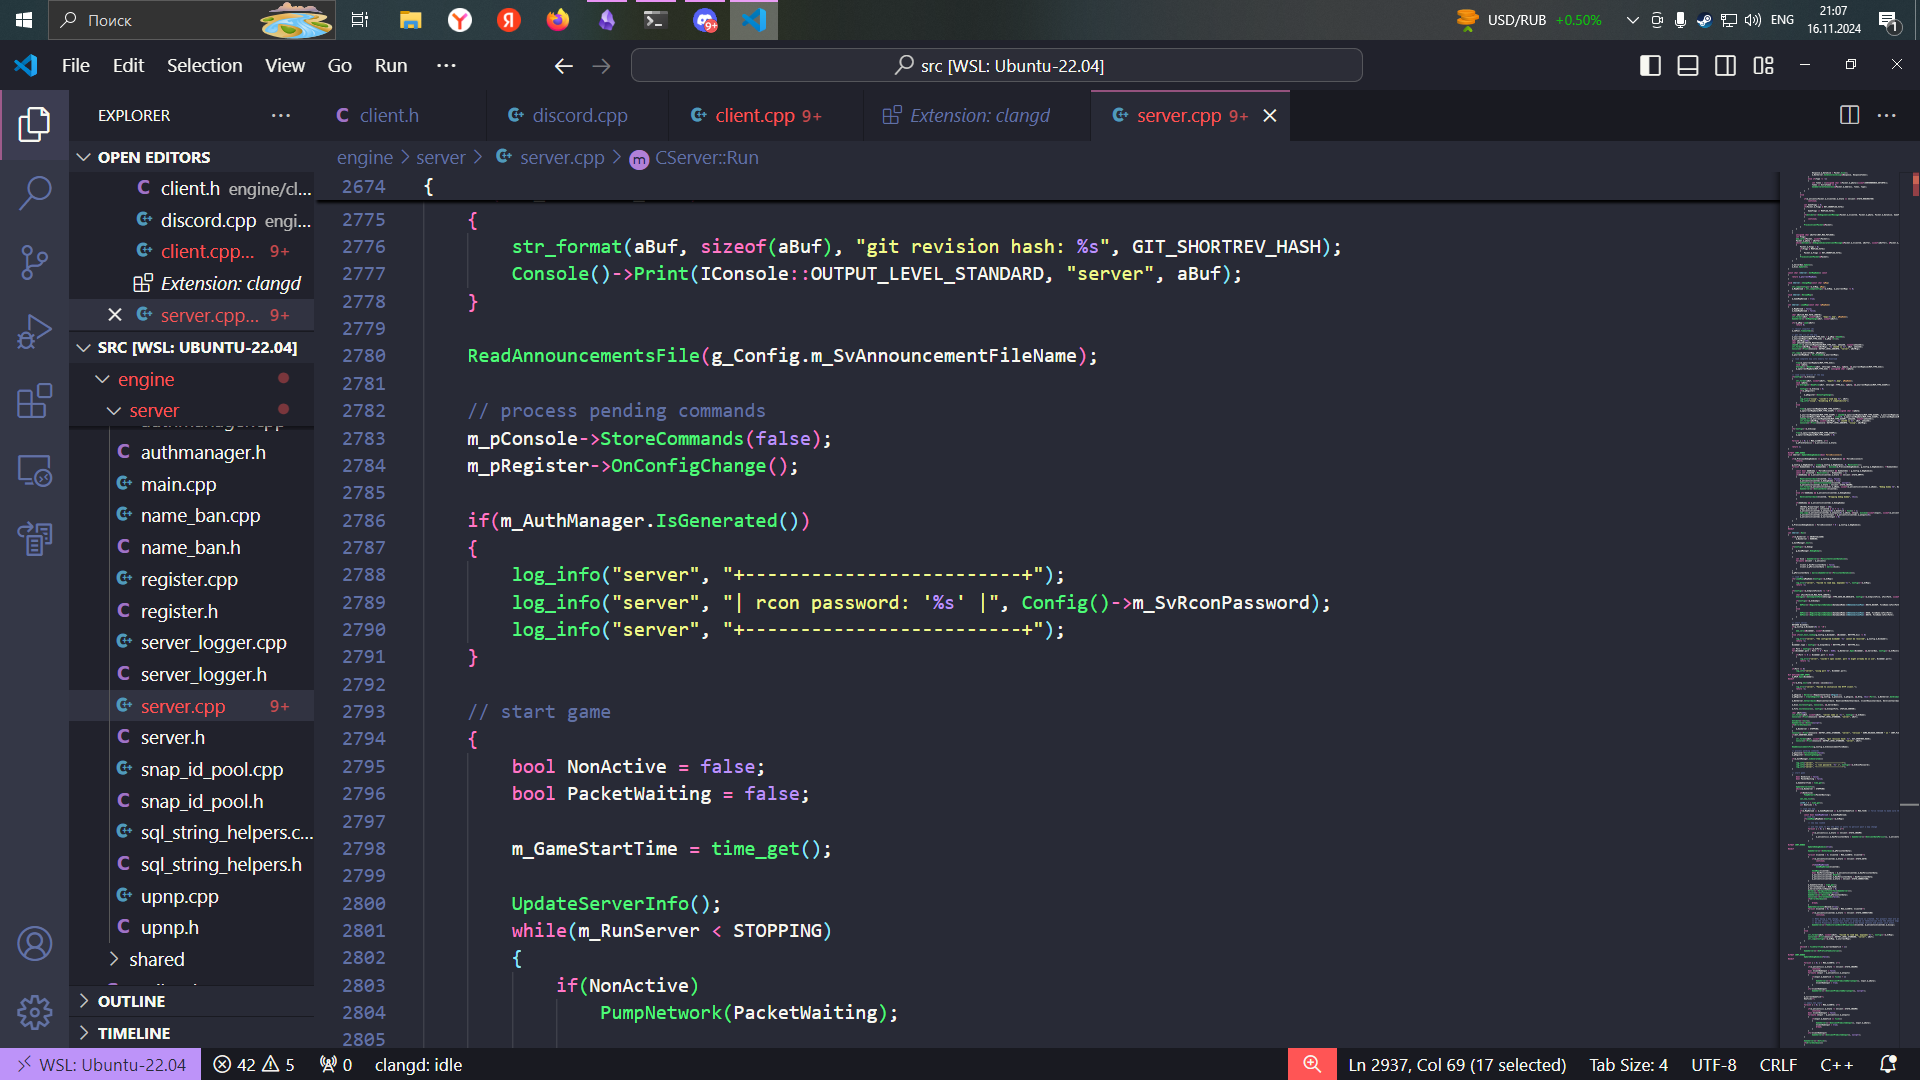 Поиск
USD/RUB +0.50%
ENG
21:07
16.11.2024
1
File Edit Selection View Go Run ...
src [WSL: Ubuntu-22.04]
EXPLORER
client.h
discord.cpp
client.cpp 9+
Extension: clangd
server.cpp 9+
engine > server > server.cpp > CServer::Run
OPEN EDITORS
client.h engine/cl...
discord.cpp engi...
client.cpp... 9+
Extension: clangd
server.cpp... 9+
SRC [WSL: UBUNTU-22.04]
engine
server
authmanager.cpp
authmanager.h
main.cpp
name_ban.cpp
name_ban.h
register.cpp
register.h
server_logger.cpp
server_logger.h
server.cpp 9+
server.h
snap_id_pool.cpp
snap_id_pool.h
sql_string_helpers.c...
sql_string_helpers.h
upnp.cpp
upnp.h
shared
OUTLINE
TIMELINE
2674 {
2775 {
2776 str_format(aBuf, sizeof(aBuf), "git revision hash: %s", GIT_SHORTREV_HASH);
2777 Console()->Print(IConsole::OUTPUT_LEVEL_STANDARD, "server", aBuf);
2778 }
2779
2780 ReadAnnouncementsFile(g_Config.m_SvAnnouncementFileName);
2781
2782 // process pending commands
2783 m_pConsole->StoreCommands(false);
2784 m_pRegister->OnConfigChange();
2785
2786 if(m_AuthManager.IsGenerated())
2787 {
2788 log_info("server", "+-------------------------+");
2789 log_info("server", "| rcon password: '%s' |", Config()->m_SvRconPassword);
2790 log_info("server", "+-------------------------+");
2791 }
2792
2793 // start game
2794 {
2795 bool NonActive = false;
2796 bool PacketWaiting = false;
2797
2798 m_GameStartTime = time_get();
2799
2800 UpdateServerInfo();
2801 while(m_RunServer < STOPPING)
2802 {
2803 if(NonActive)
2804 PumpNetwork(PacketWaiting);
2805
WSL: Ubuntu-22.04
42 5
0
clangd: idle
Ln 2937, Col 69 (17 selected)
Tab Size: 4
UTF-8
CRLF
C++